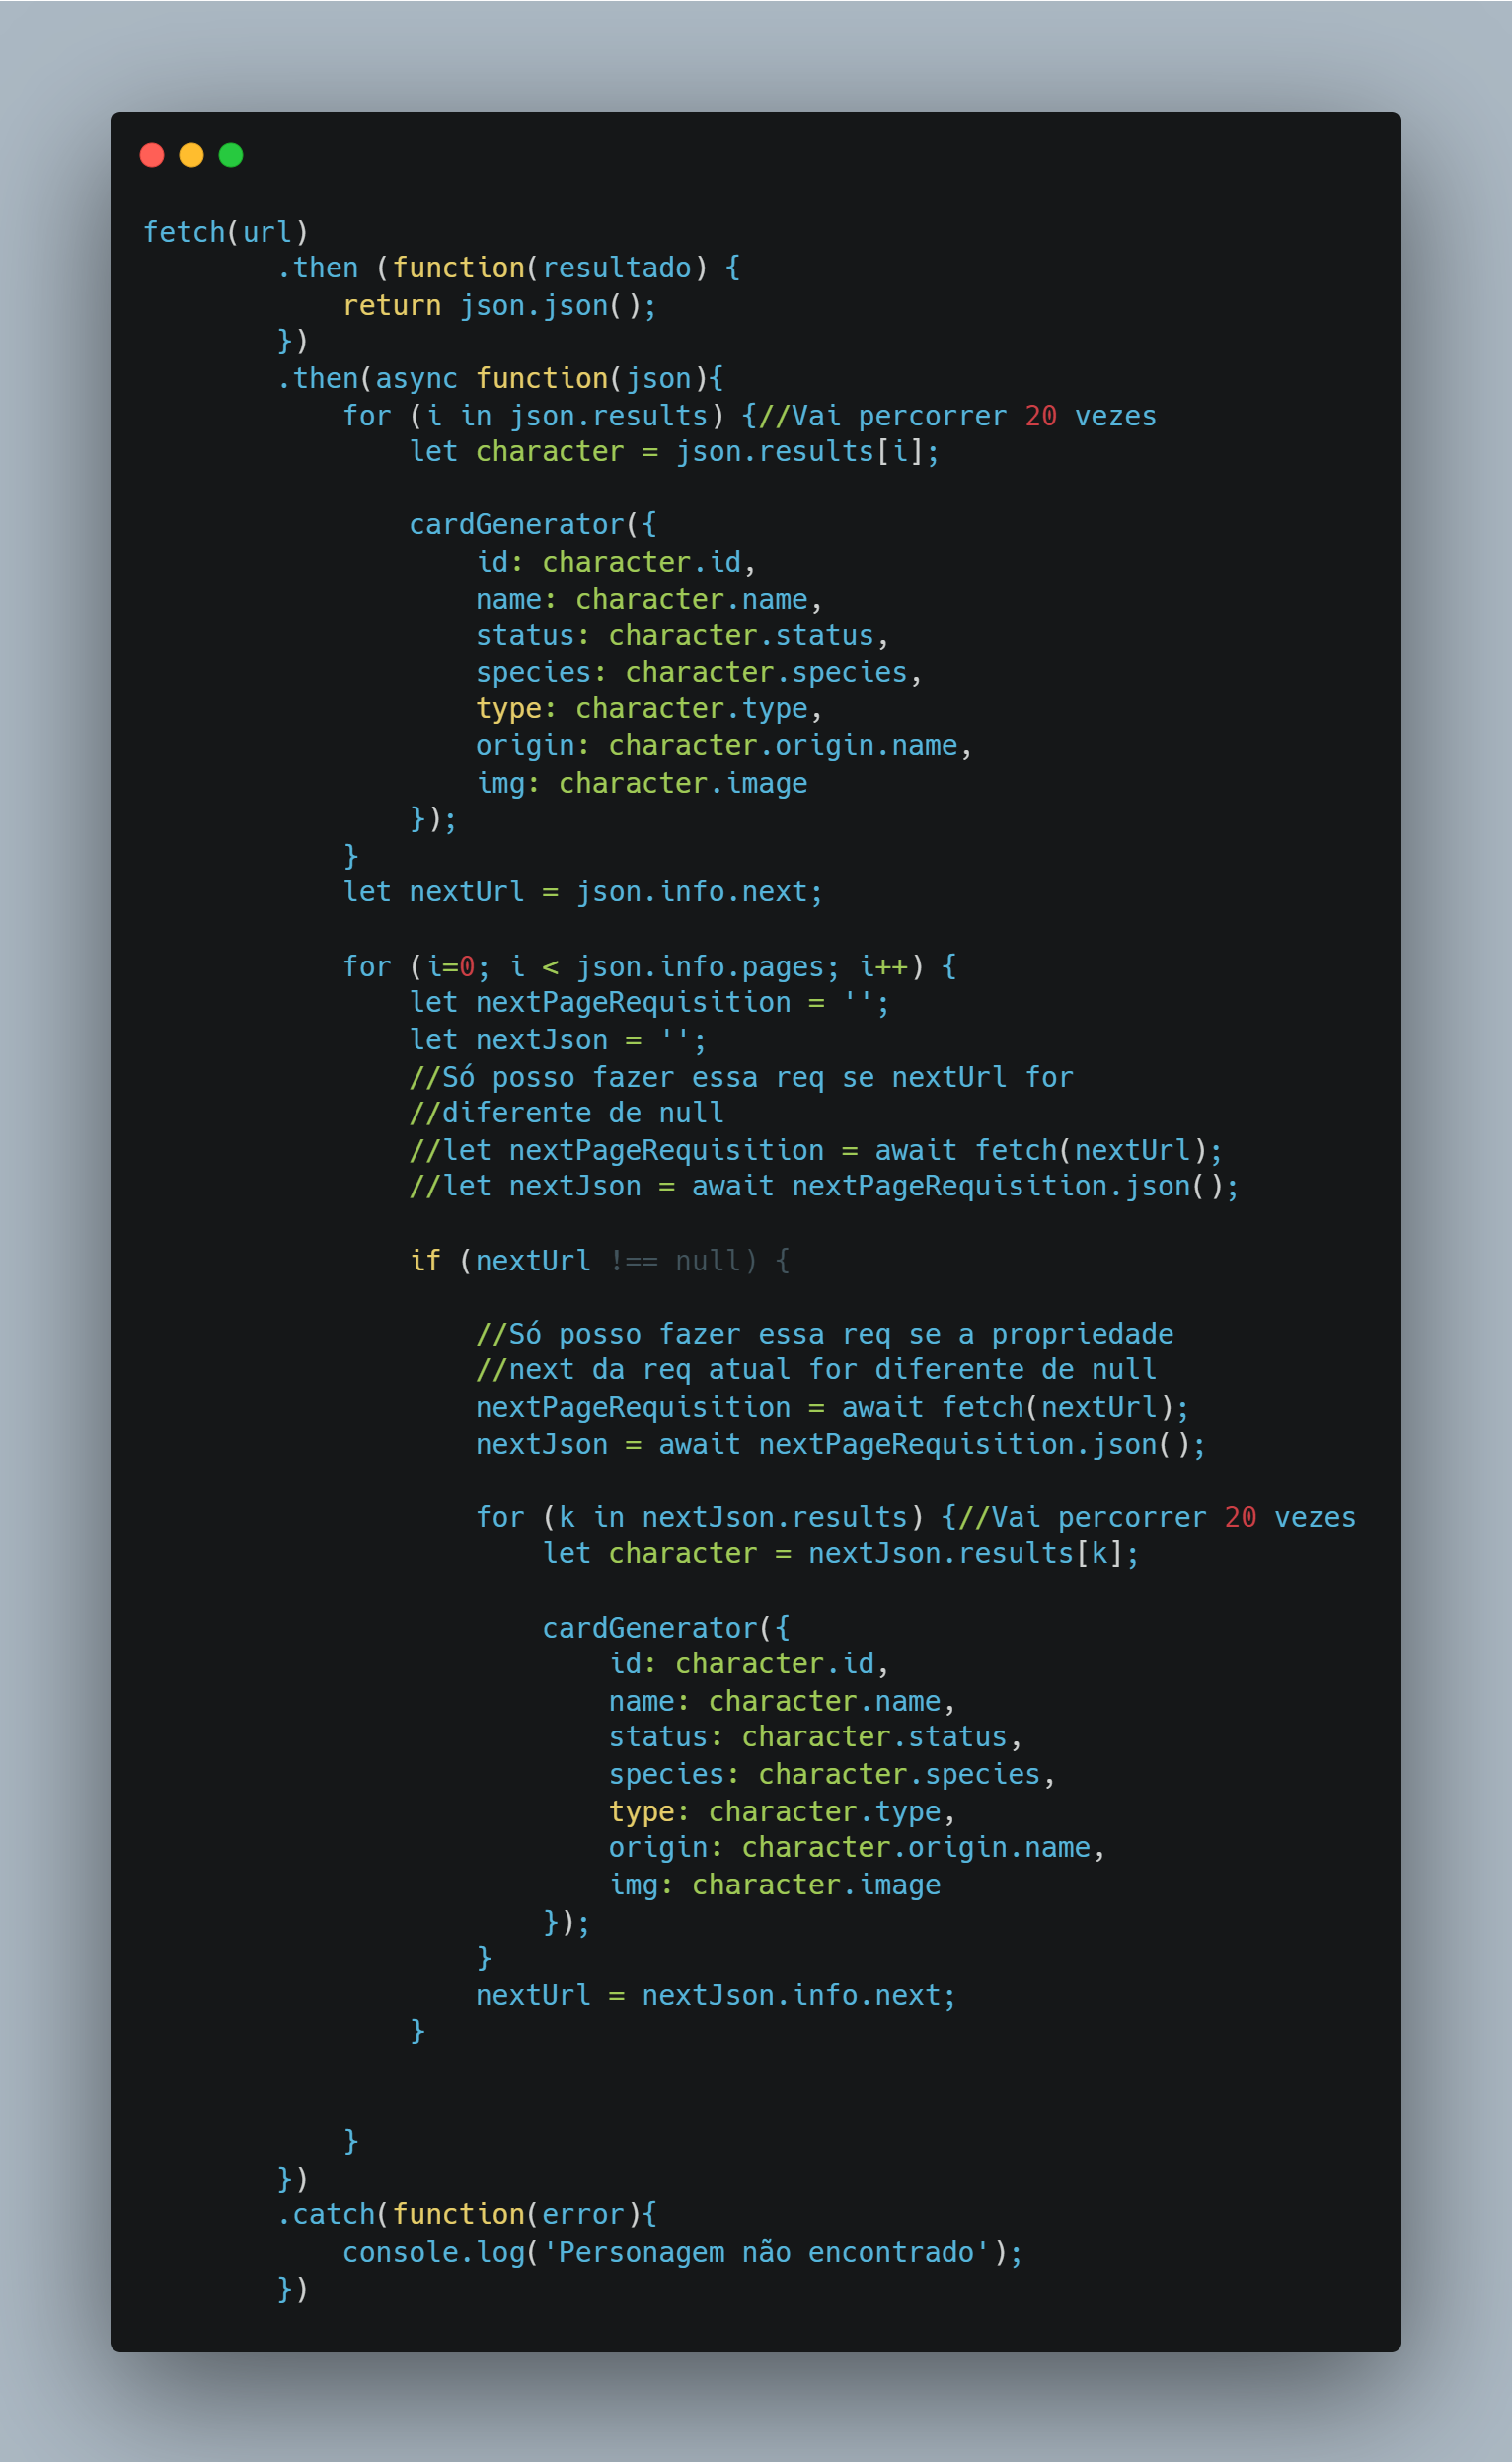 fetch(url)
        .then (function(resultado) {
            return json.json();
        })
        .then(async function(json){
            for (i in json.results) {//Vai percorrer 20 vezes
                let character = json.results[i];

                cardGenerator({
                    id: character.id,
                    name: character.name,
                    status: character.status,
                    species: character.species,
                    type: character.type,
                    origin: character.origin.name,
                    img: character.image
                });
            }
            let nextUrl = json.info.next;

            for (i=0; i < json.info.pages; i++) {
                let nextPageRequisition = '';
                let nextJson = '';
                //Só posso fazer essa req se nextUrl for
                //diferente de null
                //let nextPageRequisition = await fetch(nextUrl);
                //let nextJson = await nextPageRequisition.json();

                if (nextUrl !== null) {

                    //Só posso fazer essa req se a propriedade
                    //next da req atual for diferente de null
                    nextPageRequisition = await fetch(nextUrl);
                    nextJson = await nextPageRequisition.json();

                    for (k in nextJson.results) {//Vai percorrer 20 vezes
                        let character = nextJson.results[k];

                        cardGenerator({
                            id: character.id,
                            name: character.name,
                            status: character.status,
                            species: character.species,
                            type: character.type,
                            origin: character.origin.name,
                            img: character.image
                        });
                    }
                    nextUrl = nextJson.info.next;
                }


            }
        })
        .catch(function(error){
            console.log('Personagem não encontrado');
        })